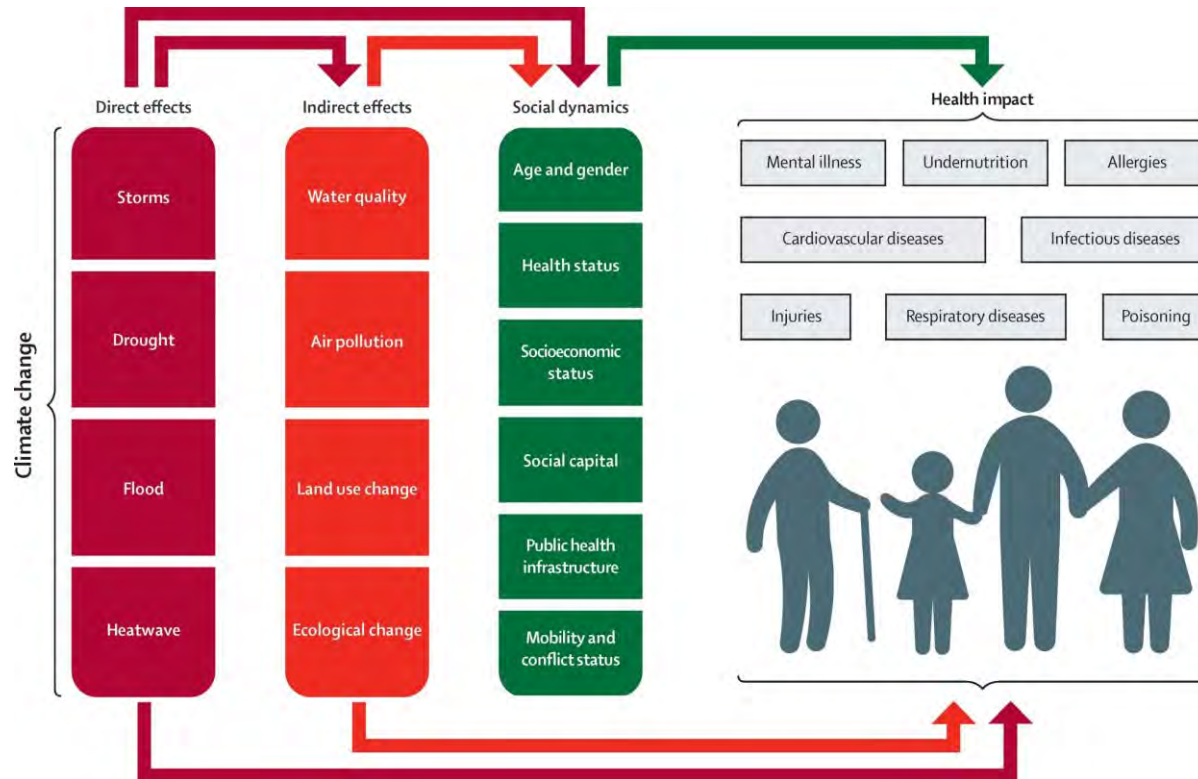 Direct effects
Indirect effects
Social dynamics
Health impact
Climate change
Storms
Drought
Flood
Heatwave
Water quality
Air pollution
Land use change
Ecological change
Age and gender
Health status
Socioeconomic
status
Social capital
Public health
infrastructure
Mobility and
conflict status
Mental illness
Undernutrition
Allergies
Cardiovascular diseases
Infectious diseases
Injuries
Respiratory diseases
Poisoning